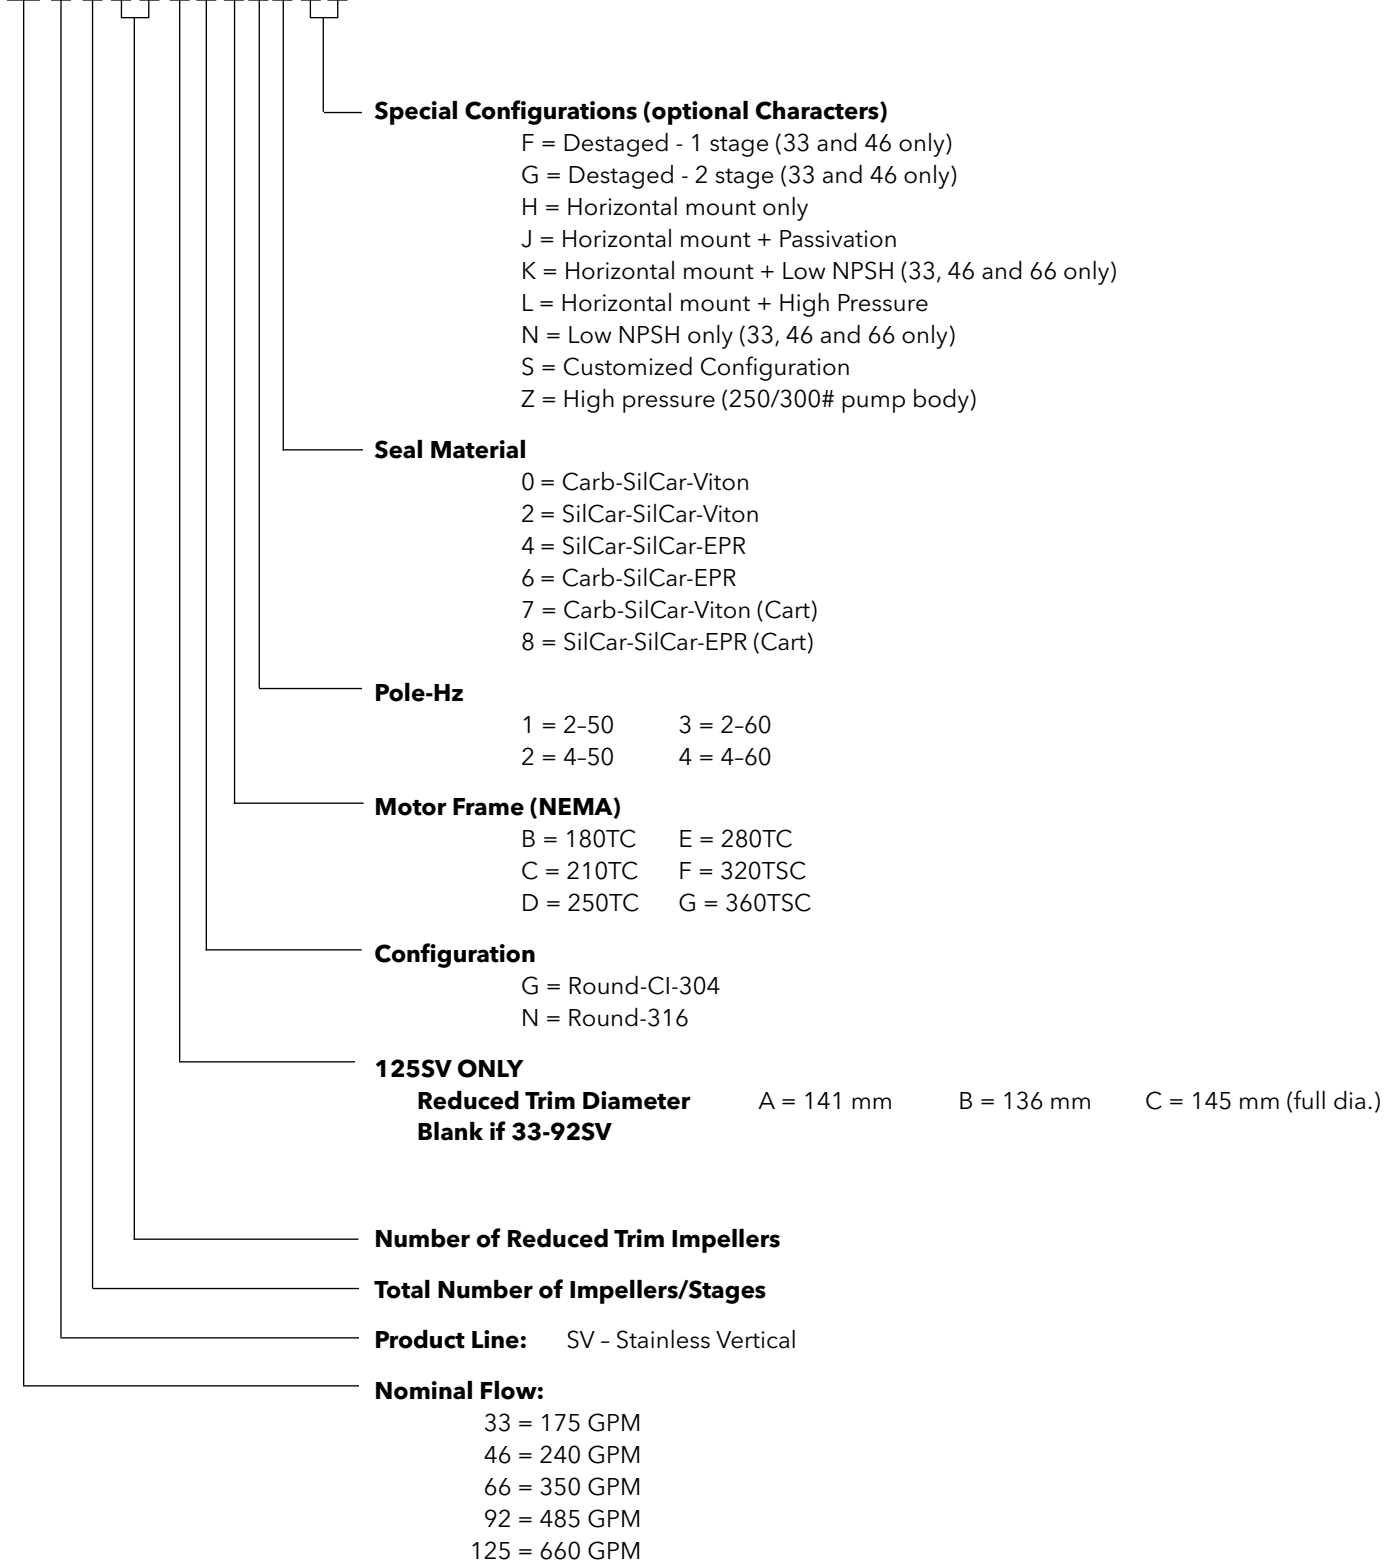 Special Configurations (optional Characters)
F = Destaged - 1 stage (33 and 46 only)
G = Destaged - 2 stage (33 and 46 only)
H = Horizontal mount only
J = Horizontal mount + Passivation
K = Horizontal mount + Low NPSH (33, 46 and 66 only)
L = Horizontal mount + High Pressure
N = Low NPSH only (33, 46 and 66 only)
S = Customized Configuration
Z = High pressure (250/300# pump body)
Seal Material
0 = Carb-SilCar-Viton
2 = SilCar-SilCar-Viton
4 = SilCar-SilCar-EPR
6 = Carb-SilCar-EPR
7 = Carb-SilCar-Viton (Cart)
8 = SilCar-SilCar-EPR (Cart)
Pole-Hz
1 = 2–50 3 = 2–60
2 = 4–50 4 = 4–60
Motor Frame (NEMA)
B = 180TC E = 280TC
C = 210TC F = 320TSC
D = 250TC G = 360TSC
Configuration
G = Round-CI-304
N = Round-316
125SV ONLY
Reduced Trim Diameter A = 141 mm B = 136 mm C = 145 mm (full dia.)
Blank if 33-92SV
Number of Reduced Trim Impellers
Total Number of Impellers/Stages
Product Line: SV – Stainless Vertical
Nominal Flow:
33 = 175 GPM
46 = 240 GPM
66 = 350 GPM
92 = 485 GPM
125 = 660 GPM